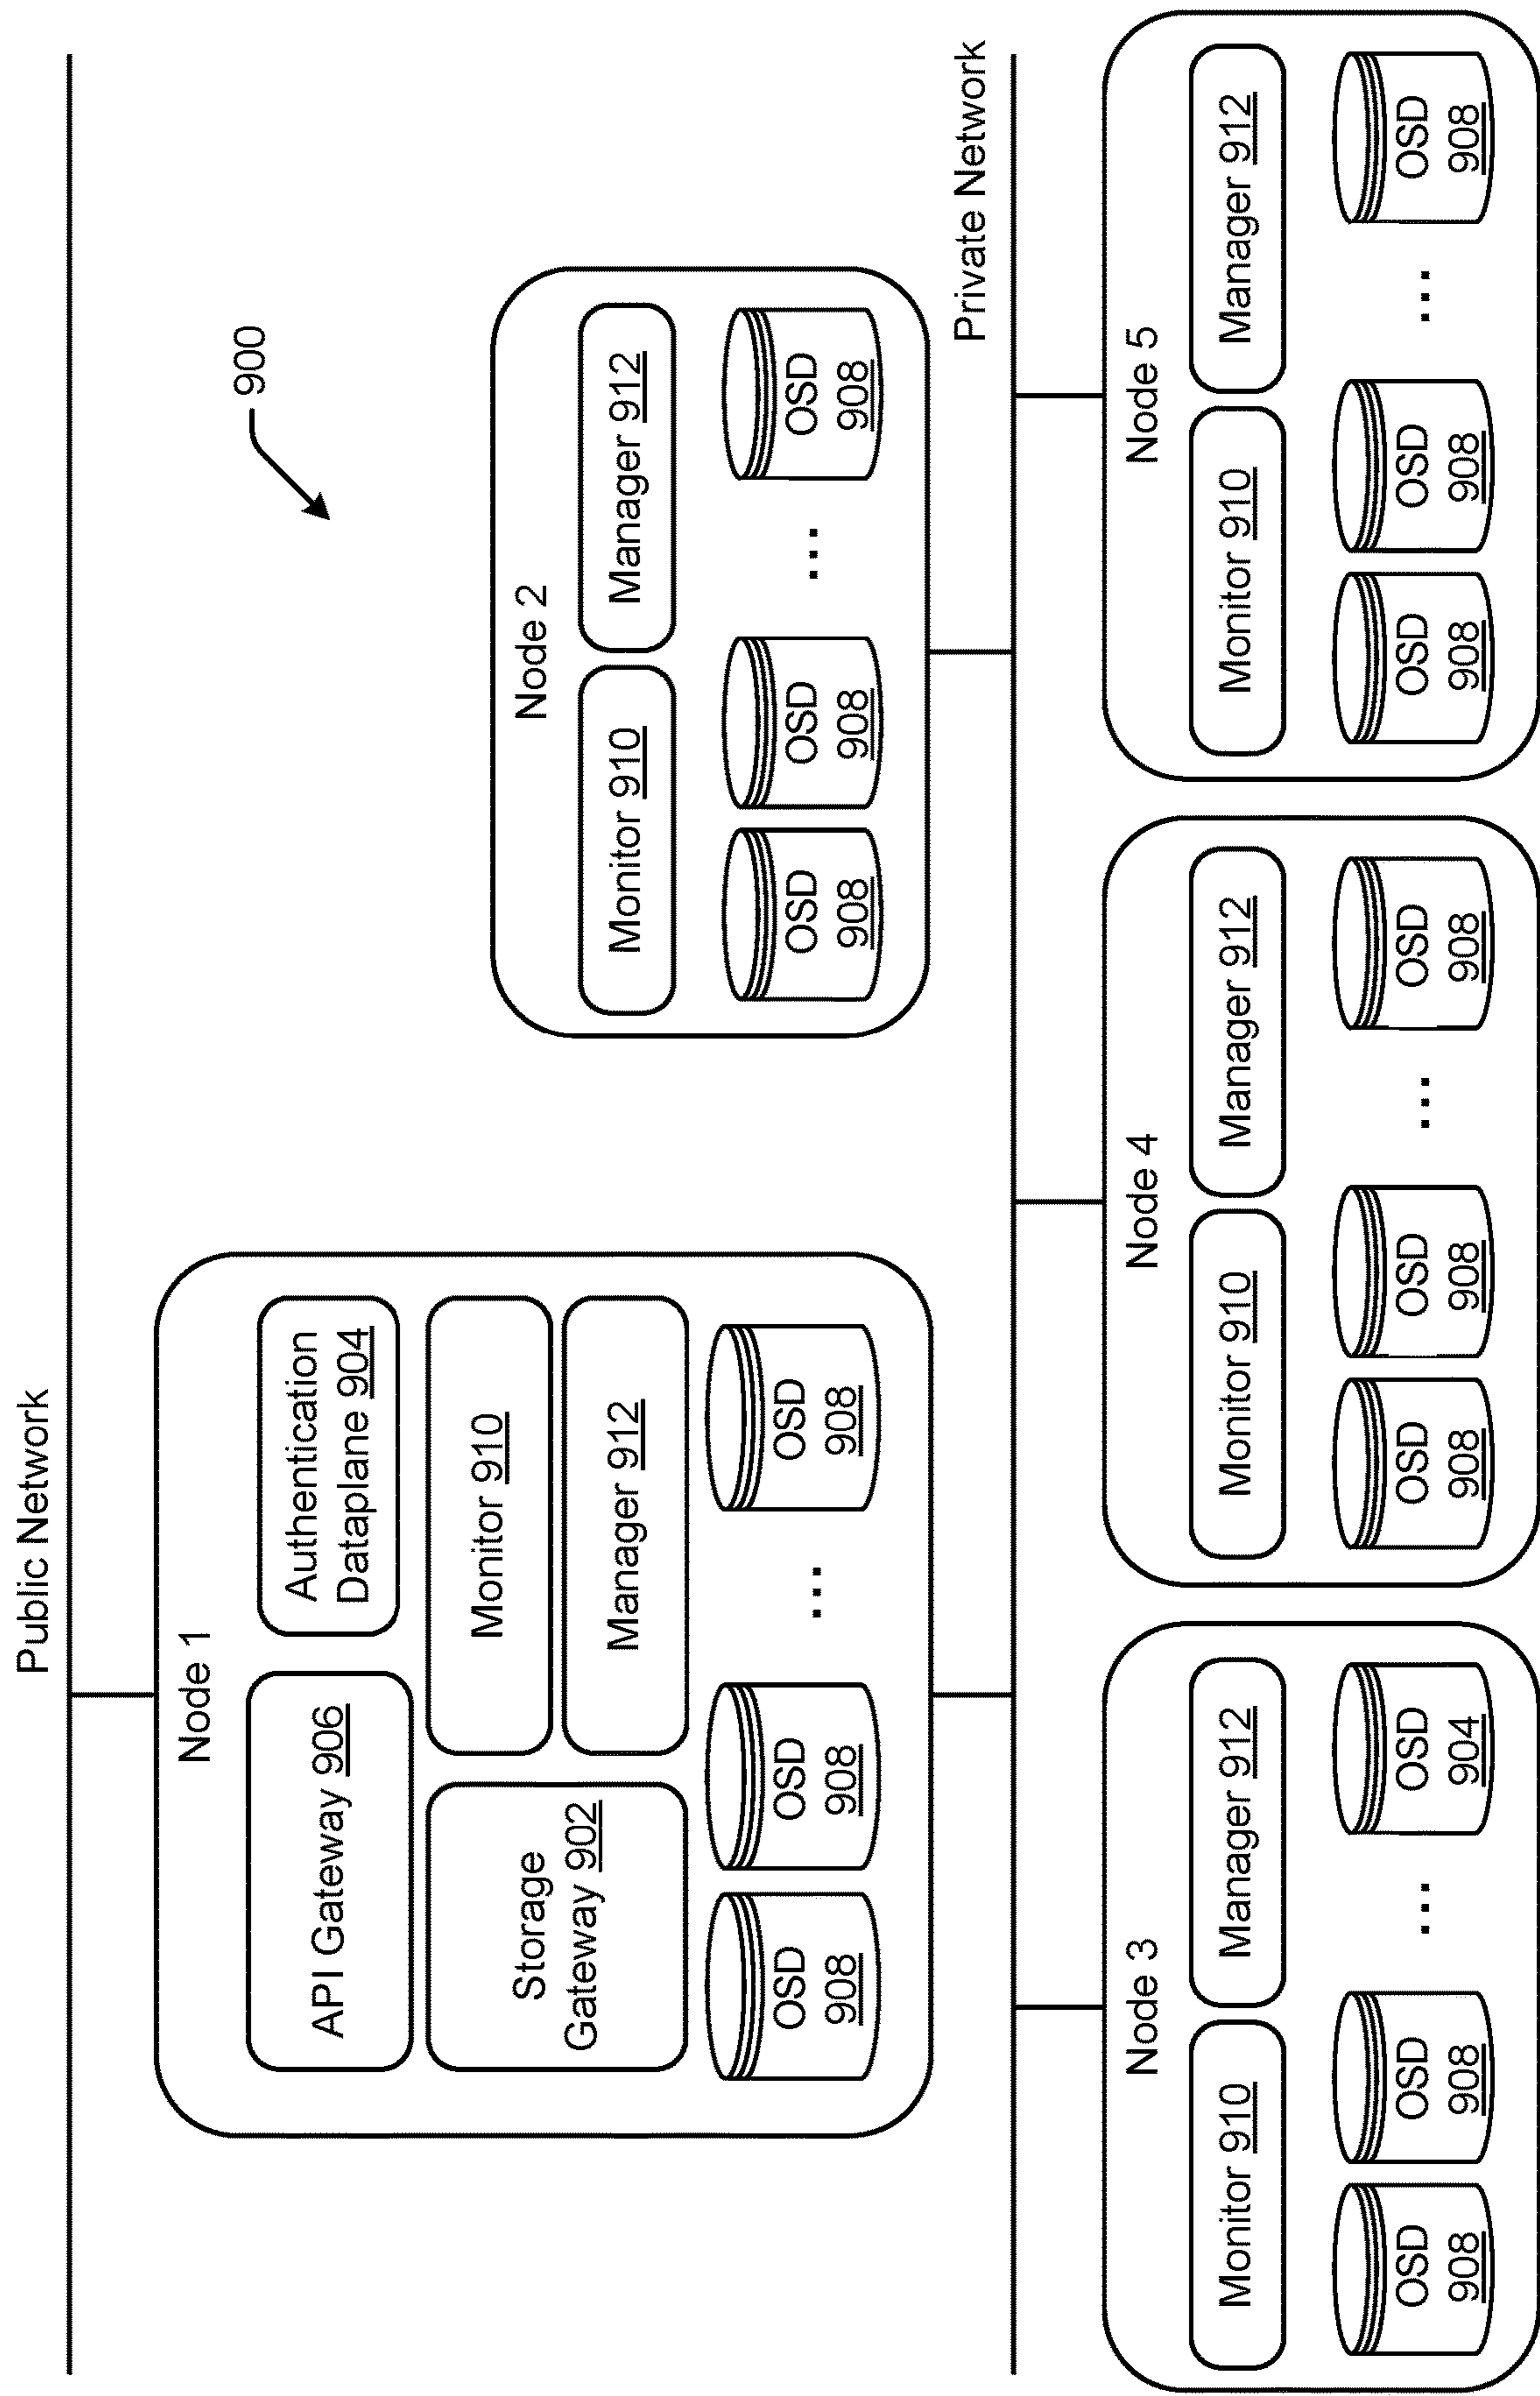 Public Network
900
Node 1
API Gateway 906
Authentication
Dataplane 904
Storage
Gateway 902
Monitor 910
Manager 912
OSD
908
OSD
908
...
OSD
908
Node 2
Monitor 910
Manager 912
OSD
908
OSD
908
...
OSD
908
Private Network
Node 3
Monitor 910
Manager 912
OSD
908
OSD
908
...
OSD
904
Node 4
Monitor 910
Manager 912
OSD
908
OSD
908
...
OSD
908
Node 5
Monitor 910
Manager 912
OSD
908
OSD
908
...
OSD
908